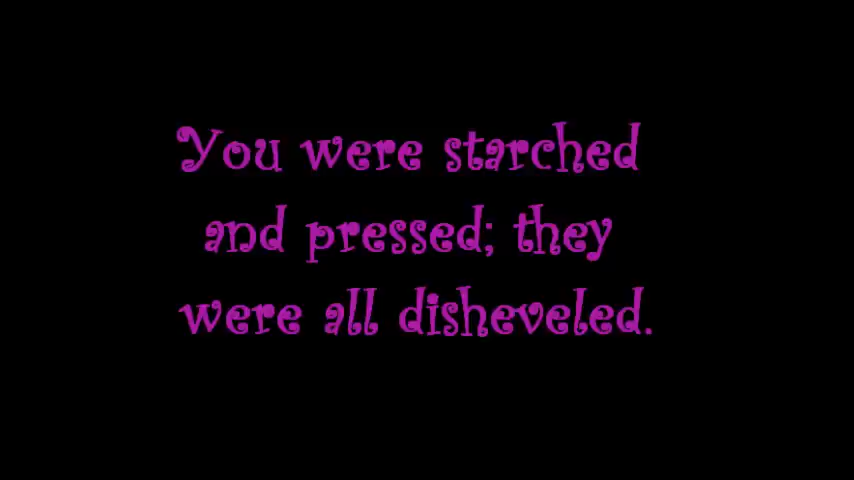 You were starched
and pressed; they
were all disheveled.